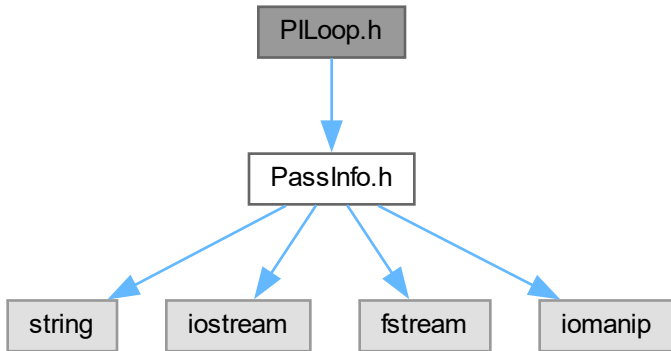 PILoop.h
PassInfo.h
string
iostream
fstream
iomanip